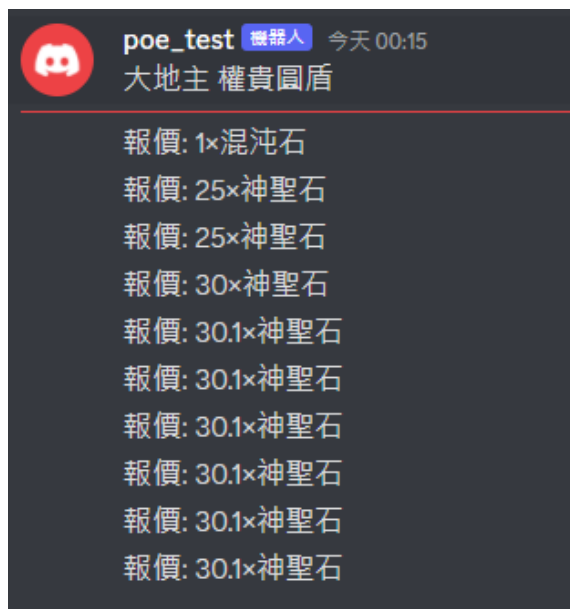 poe_test 機器人 今天 00:15
大地主 權貴圓盾
報價: 1×混沌石
報價: 25×神聖石
報價: 25×神聖石
報價: 30×神聖石
報價: 30.1×神聖石
報價: 30.1×神聖石
報價: 30.1×神聖石
報價: 30.1×神聖石
報價: 30.1×神聖石
報價: 30.1×神聖石